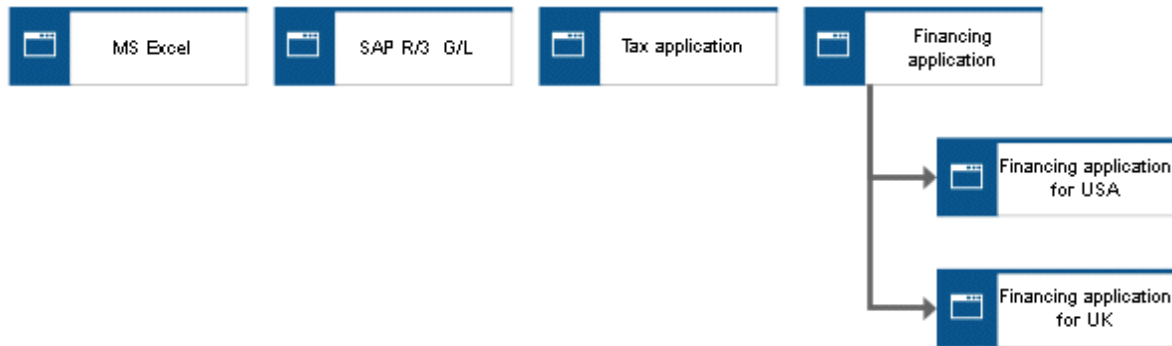 MS Excel
SAP R/3 G/L
Tax application
Financing
application
Financing application
for USA
Financing application
for UK